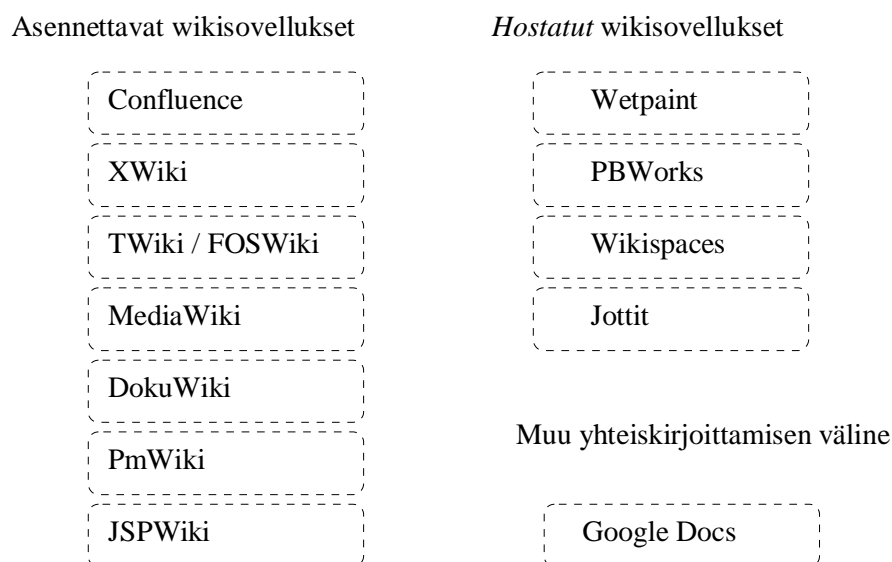 Asennettavat wikisovellukset
Confluence
XWiki
TWiki / FOSWiki
MediaWiki
DokuWiki
PmWiki
JSPWiki
Hostatut wikisovellukset
Wetpaint
PBWorks
Wikispaces
Jottit
Muu yhteiskirjoittamisen väline
Google Docs